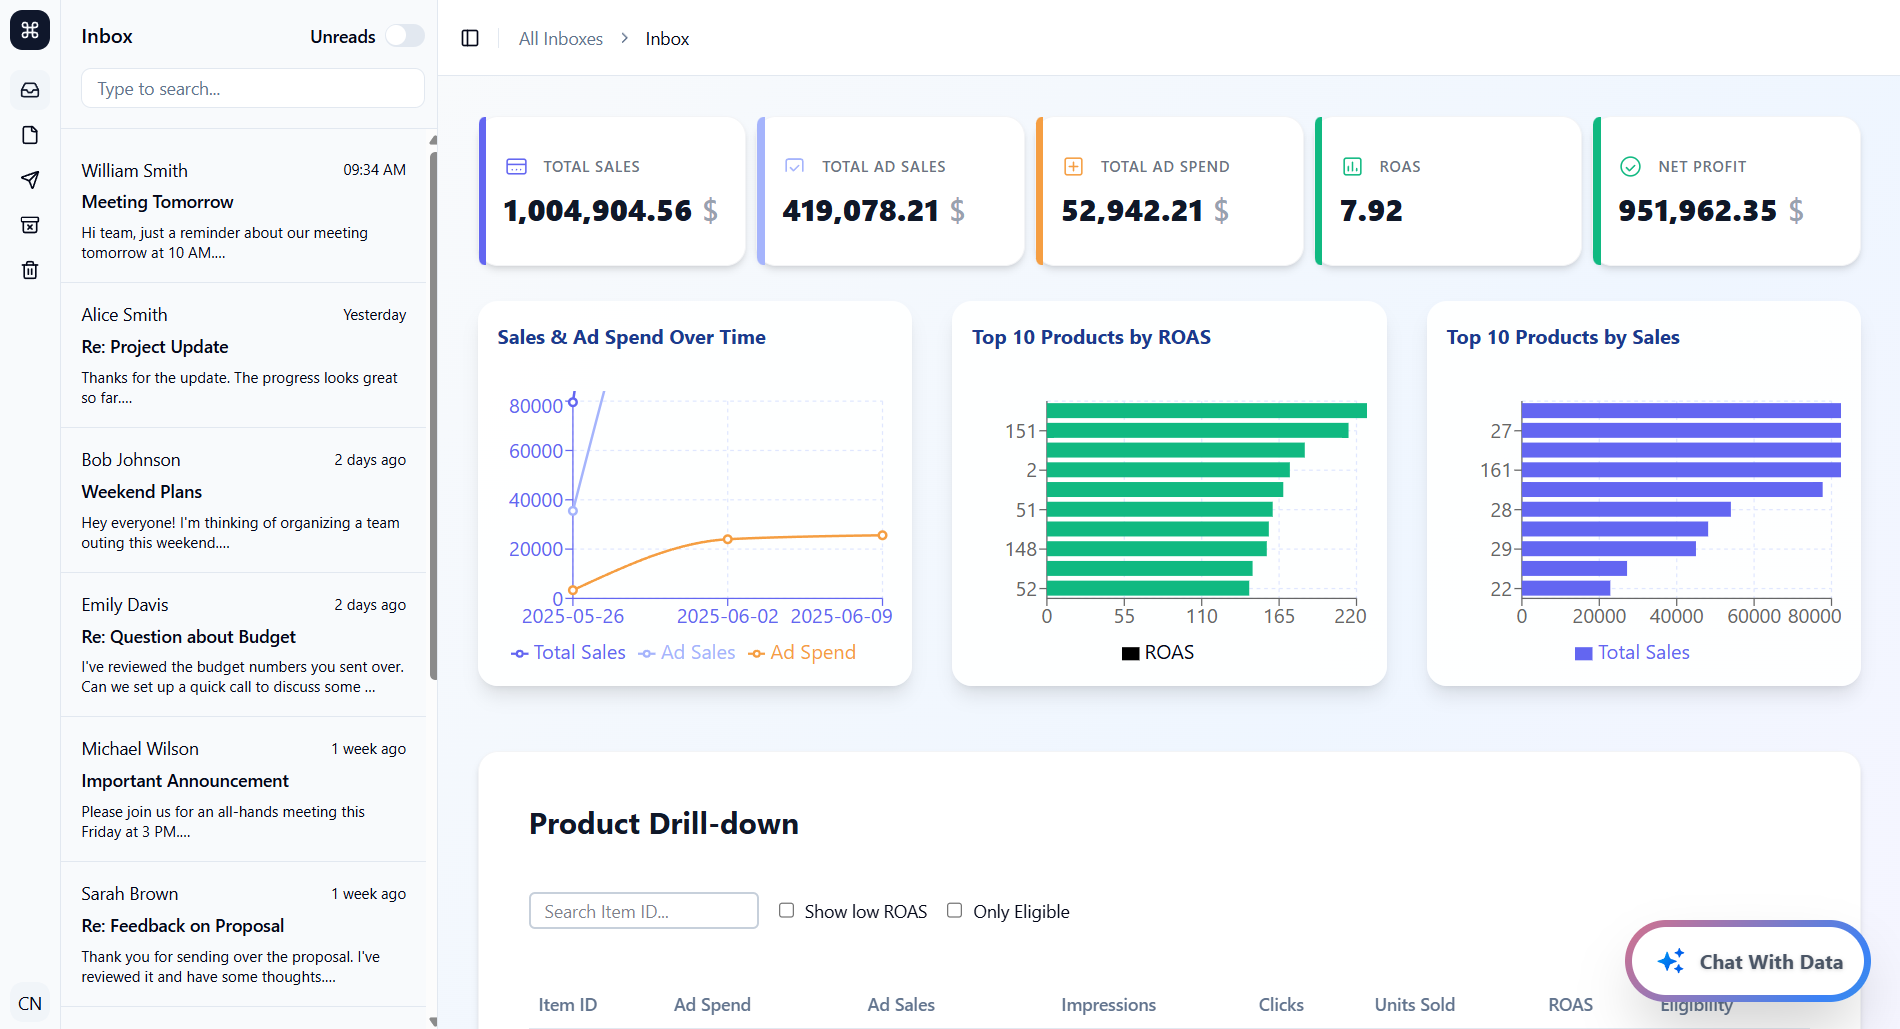 Inbox
Unreads
Type to search...
William Smith
09:34 AM
Meeting Tomorrow
Hi team, just a reminder about our meeting
tomorrow at 10 AM....
Alice Smith
Yesterday
Re: Project Update
Thanks for the update. The progress looks great
so far....
Bob Johnson
2 days ago
Weekend Plans
Hey everyone! I'm thinking of organizing a team
outing this weekend....
Emily Davis
2 days ago
Re: Question about Budget
I've reviewed the budget numbers you sent over.
Can we set up a quick call to discuss some ...
Michael Wilson
1 week ago
Important Announcement
Please join us for an all-hands meeting this
Friday at 3 PM....
Sarah Brown
1 week ago
Re: Feedback on Proposal
Thank you for sending over the proposal. I've
reviewed it and have some thoughts....
CN
All Inboxes
Inbox
TOTAL SALES
1,004,904.56 $
TOTAL AD SALES
419,078.21 $
TOTAL AD SPEND
52,942.21 $
ROAS
7.92
NET PROFIT
951,962.35 $
Sales & Ad Spend Over Time
80000
60000
40000
20000
0
2025-05-26 2025-06-02 2025-06-09
Total Sales Ad Sales Ad Spend
Top 10 Products by ROAS
151
2
51
148
52
0 55 110 165 220
ROAS
Top 10 Products by Sales
27
161
28
29
22
0 20000 40000 60000 80000
Total Sales
Product Drill-down
Search Item ID...
Show low ROAS
Only Eligible
Chat With Data
Item ID Ad Spend Ad Sales Impressions Clicks Units Sold ROAS Eligibility